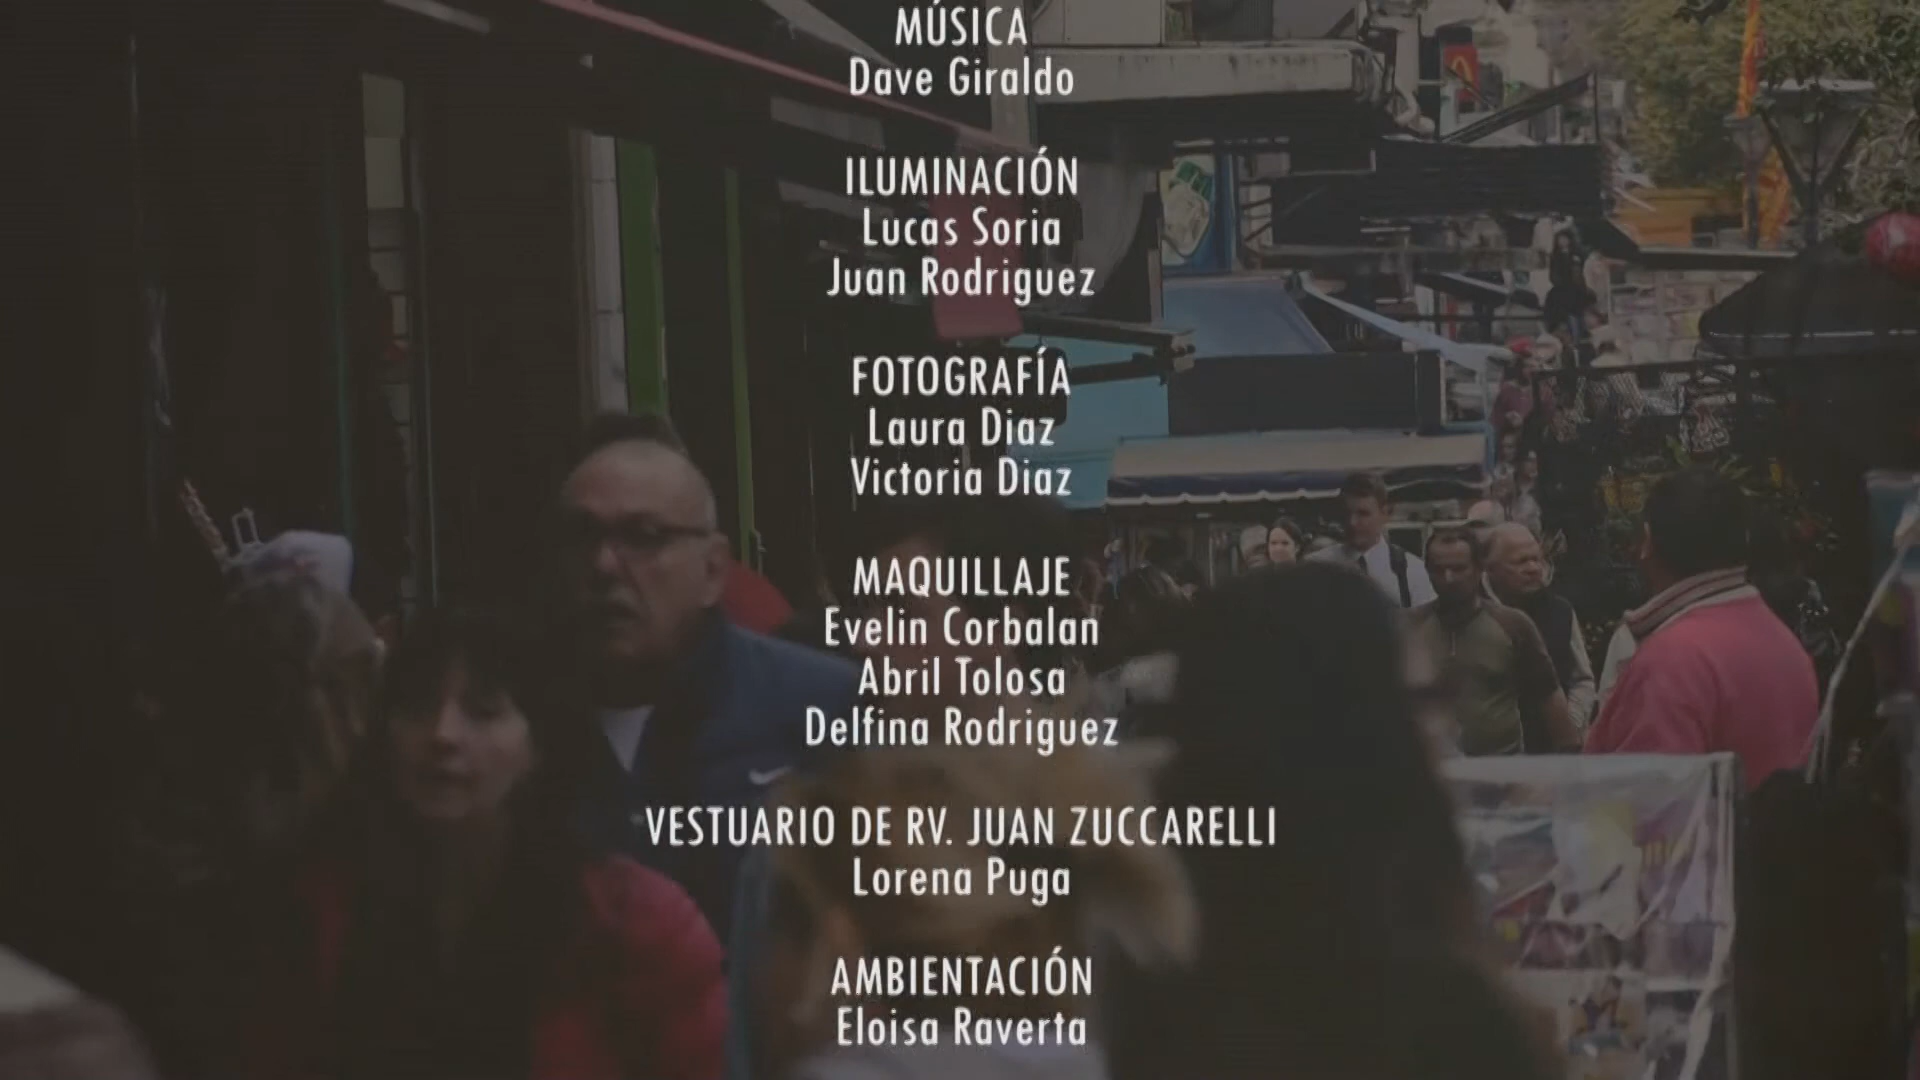 MÚSICA
Dave Giraldo
ILUMINACIÓN
Lucas Soria
Juan Rodriguez
FOTOGRAFÍA
Laura Diaz
Victoria Diaz
MAQUILLAJE
Evelin Corbalan
Abril Tolosa
Delfina Rodriguez
VESTUARIO DE RV. JUAN ZUCCARELLI
Lorena Puga
AMBIENTACIÓN
Eloisa Raverta